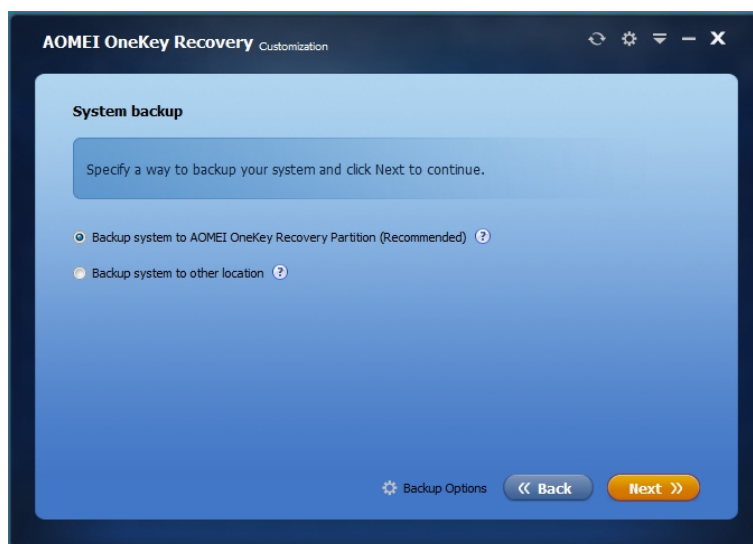 AOMEI OneKey Recovery Customization
System backup
Specify a way to backup your system and click Next to continue.
Backup system to AOMEI OneKey Recovery Partition (Recommended) ?
Backup system to other location ?
Backup Options « Back Next »